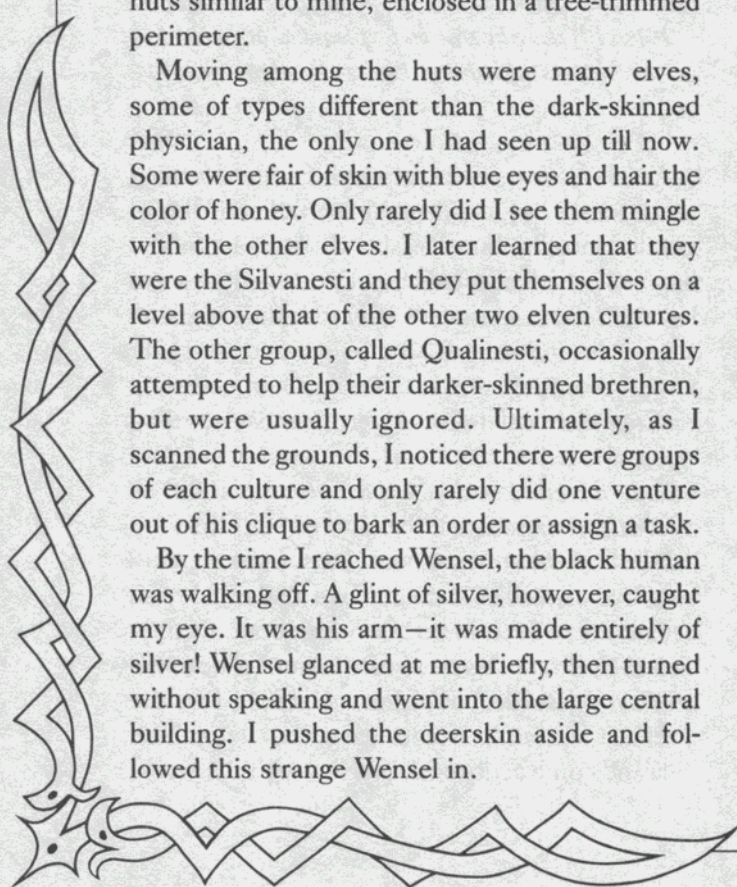 huts similar to mine, enclosed in a tree-trimmed
perimeter.
Moving among the huts were many elves,
some of types different than the dark-skinned
physician, the only one I had seen up till now.
Some were fair of skin with blue eyes and hair the
color of honey. Only rarely did I see them mingle
with the other elves. I later learned that they
were the Silvanesti and they put themselves on a
level above that of the other two elven cultures.
The other group, called Qualinesti, occasionally
attempted to help their darker-skinned brethren,
but were usually ignored. Ultimately, as I
scanned the grounds, I noticed there were groups
of each culture and only rarely did one venture
out of his clique to bark an order or assign a task.
By the time I reached Wensel, the black human
was walking off. A glint of silver, however, caught
my eye. It was his arm—it was made entirely of
silver! Wensel glanced at me briefly, then turned
without speaking and went into the large central
building. I pushed the deerskin aside and fol-
lowed this strange Wensel in.